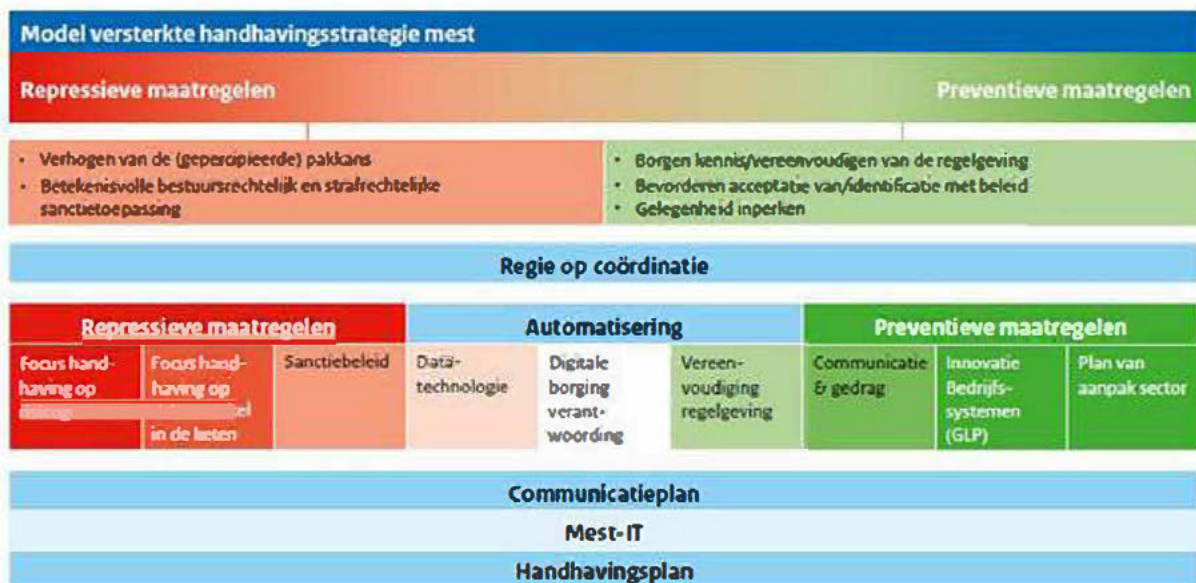 Model versterkte handhavingsstrategie mest
Repressieve maatregelen
Preventieve maatregelen
• Verhogen van de (gepercipieerde) pakkans
• Betekenisvolle bestuursrechtelijk en strafrechtelijke
sanctietoepassing
• Borgen kennis/vereenvoudigen van de regelgeving
• Bevorderen acceptatie van/identificatie met beleid
• Gelegenheid inperken
Regie op coördinatie
Repressieve maatregelen
Focus hand-
having op
Focus hand-
having op
in de keten
Sanctiebeleid
Automatisering
Data-
technologie
Digitale
borging
verant-
woording
Vereen-
voudiging
regelgeving
Preventieve maatregelen
Communicatie
& gedrag
Innovatie
Bedrijfs-
systemen
(GLP)
Plan van
aanpak sector
Communicatieplan
Mest-IT
Handhavingsplan